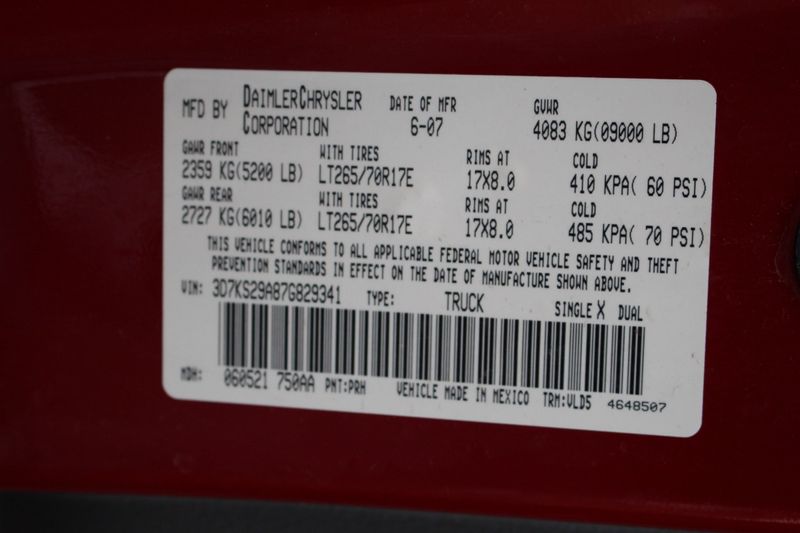 MFD BY DAIMLERCHRYSLER CORPORATION DATE OF MFR 6-07 GVWR 4083 KG(09000 LB)
GAWR FRONT WITH TIRES RIMS AT COLD
2359 KG(5200 LB) LT265/70R17E 17X8.0 410 KPA( 60 PSI)
GAWR REAR WITH TIRES RIMS AT COLD
2727 KG(6010 LB) LT265/70R17E 17X8.0 485 KPA( 70 PSI)
THIS VEHICLE CONFORMS TO ALL APPLICABLE FEDERAL MOTOR VEHICLE SAFETY AND THEFT
PREVENTION STANDARDS IN EFFECT ON THE DATE OF MANUFACTURE SHOWN ABOVE.
VIN: 3D7KS29A87G829341 TYPE: TRUCK SINGLE X DUAL
MDH: 060521 750AA PNT:PRH VEHICLE MADE IN MEXICO TRM:VLD5 4648507